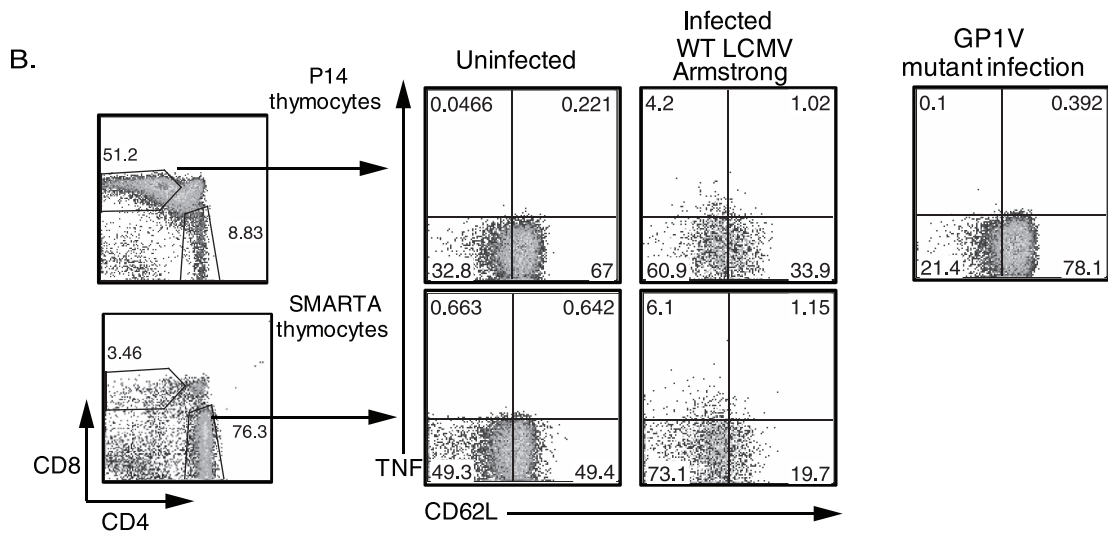 B.
P14
thymocytes
Uninfected
Infected
WT LCMV
Armstrong
GP1V
mutant infection
51.2
8.83
0.0466 0.221
32.8 67
4.2 1.02
60.9 33.9
0.1 0.392
21.4 78.1
SMARTA
thymocytes
3.46
76.3
0.663 0.642
49.3 49.4
6.1 1.15
73.1 19.7
CD8
CD4
TNF
CD62L